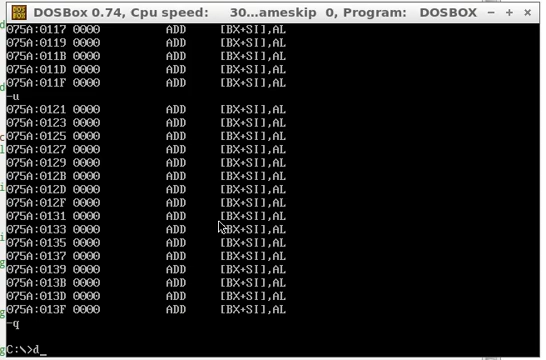 DOSBox 0.74, Cpu speed: 30...ameskip 0, Program: DOSBOX
075A:0117 0000 ADD [BX+SI],AL
075A:0119 0000 ADD [BX+SI],AL
075A:011B 0000 ADD [BX+SI],AL
075A:011D 0000 ADD [BX+SI],AL
075A:011F 0000 ADD [BX+SI],AL
-u
075A:0121 0000 ADD [BX+SI],AL
075A:0123 0000 ADD [BX+SI],AL
075A:0125 0000 ADD [BX+SI],AL
075A:0127 0000 ADD [BX+SI],AL
075A:0129 0000 ADD [BX+SI],AL
075A:012B 0000 ADD [BX+SI],AL
075A:012D 0000 ADD [BX+SI],AL
075A:012F 0000 ADD [BX+SI],AL
075A:0131 0000 ADD [BX+SI],AL
075A:0133 0000 ADD [BX+SI],AL
075A:0135 0000 ADD [BX+SI],AL
075A:0137 0000 ADD [BX+SI],AL
075A:0139 0000 ADD [BX+SI],AL
075A:013B 0000 ADD [BX+SI],AL
075A:013D 0000 ADD [BX+SI],AL
075A:013F 0000 ADD [BX+SI],AL
-q
C:\>d_